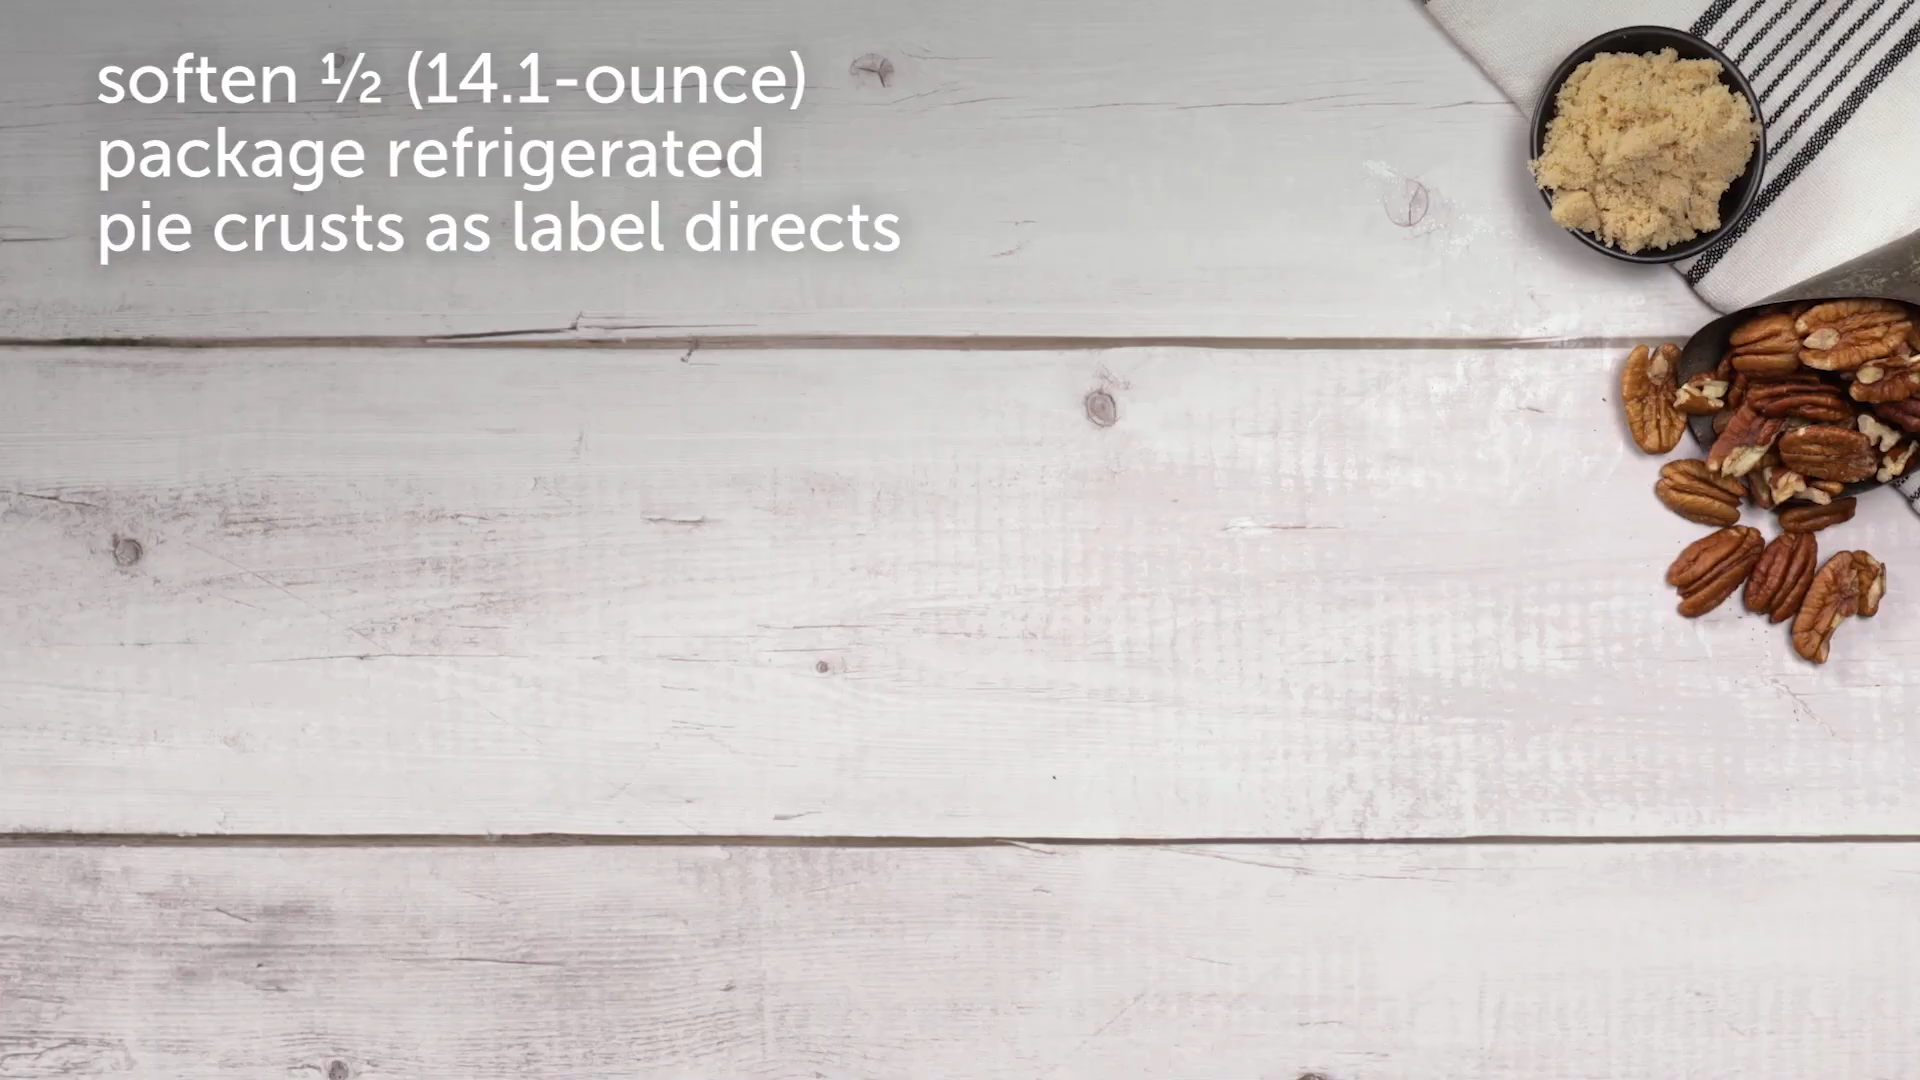 soften ½ (14.1-ounce)
package refrigerated
pie crusts as label directs